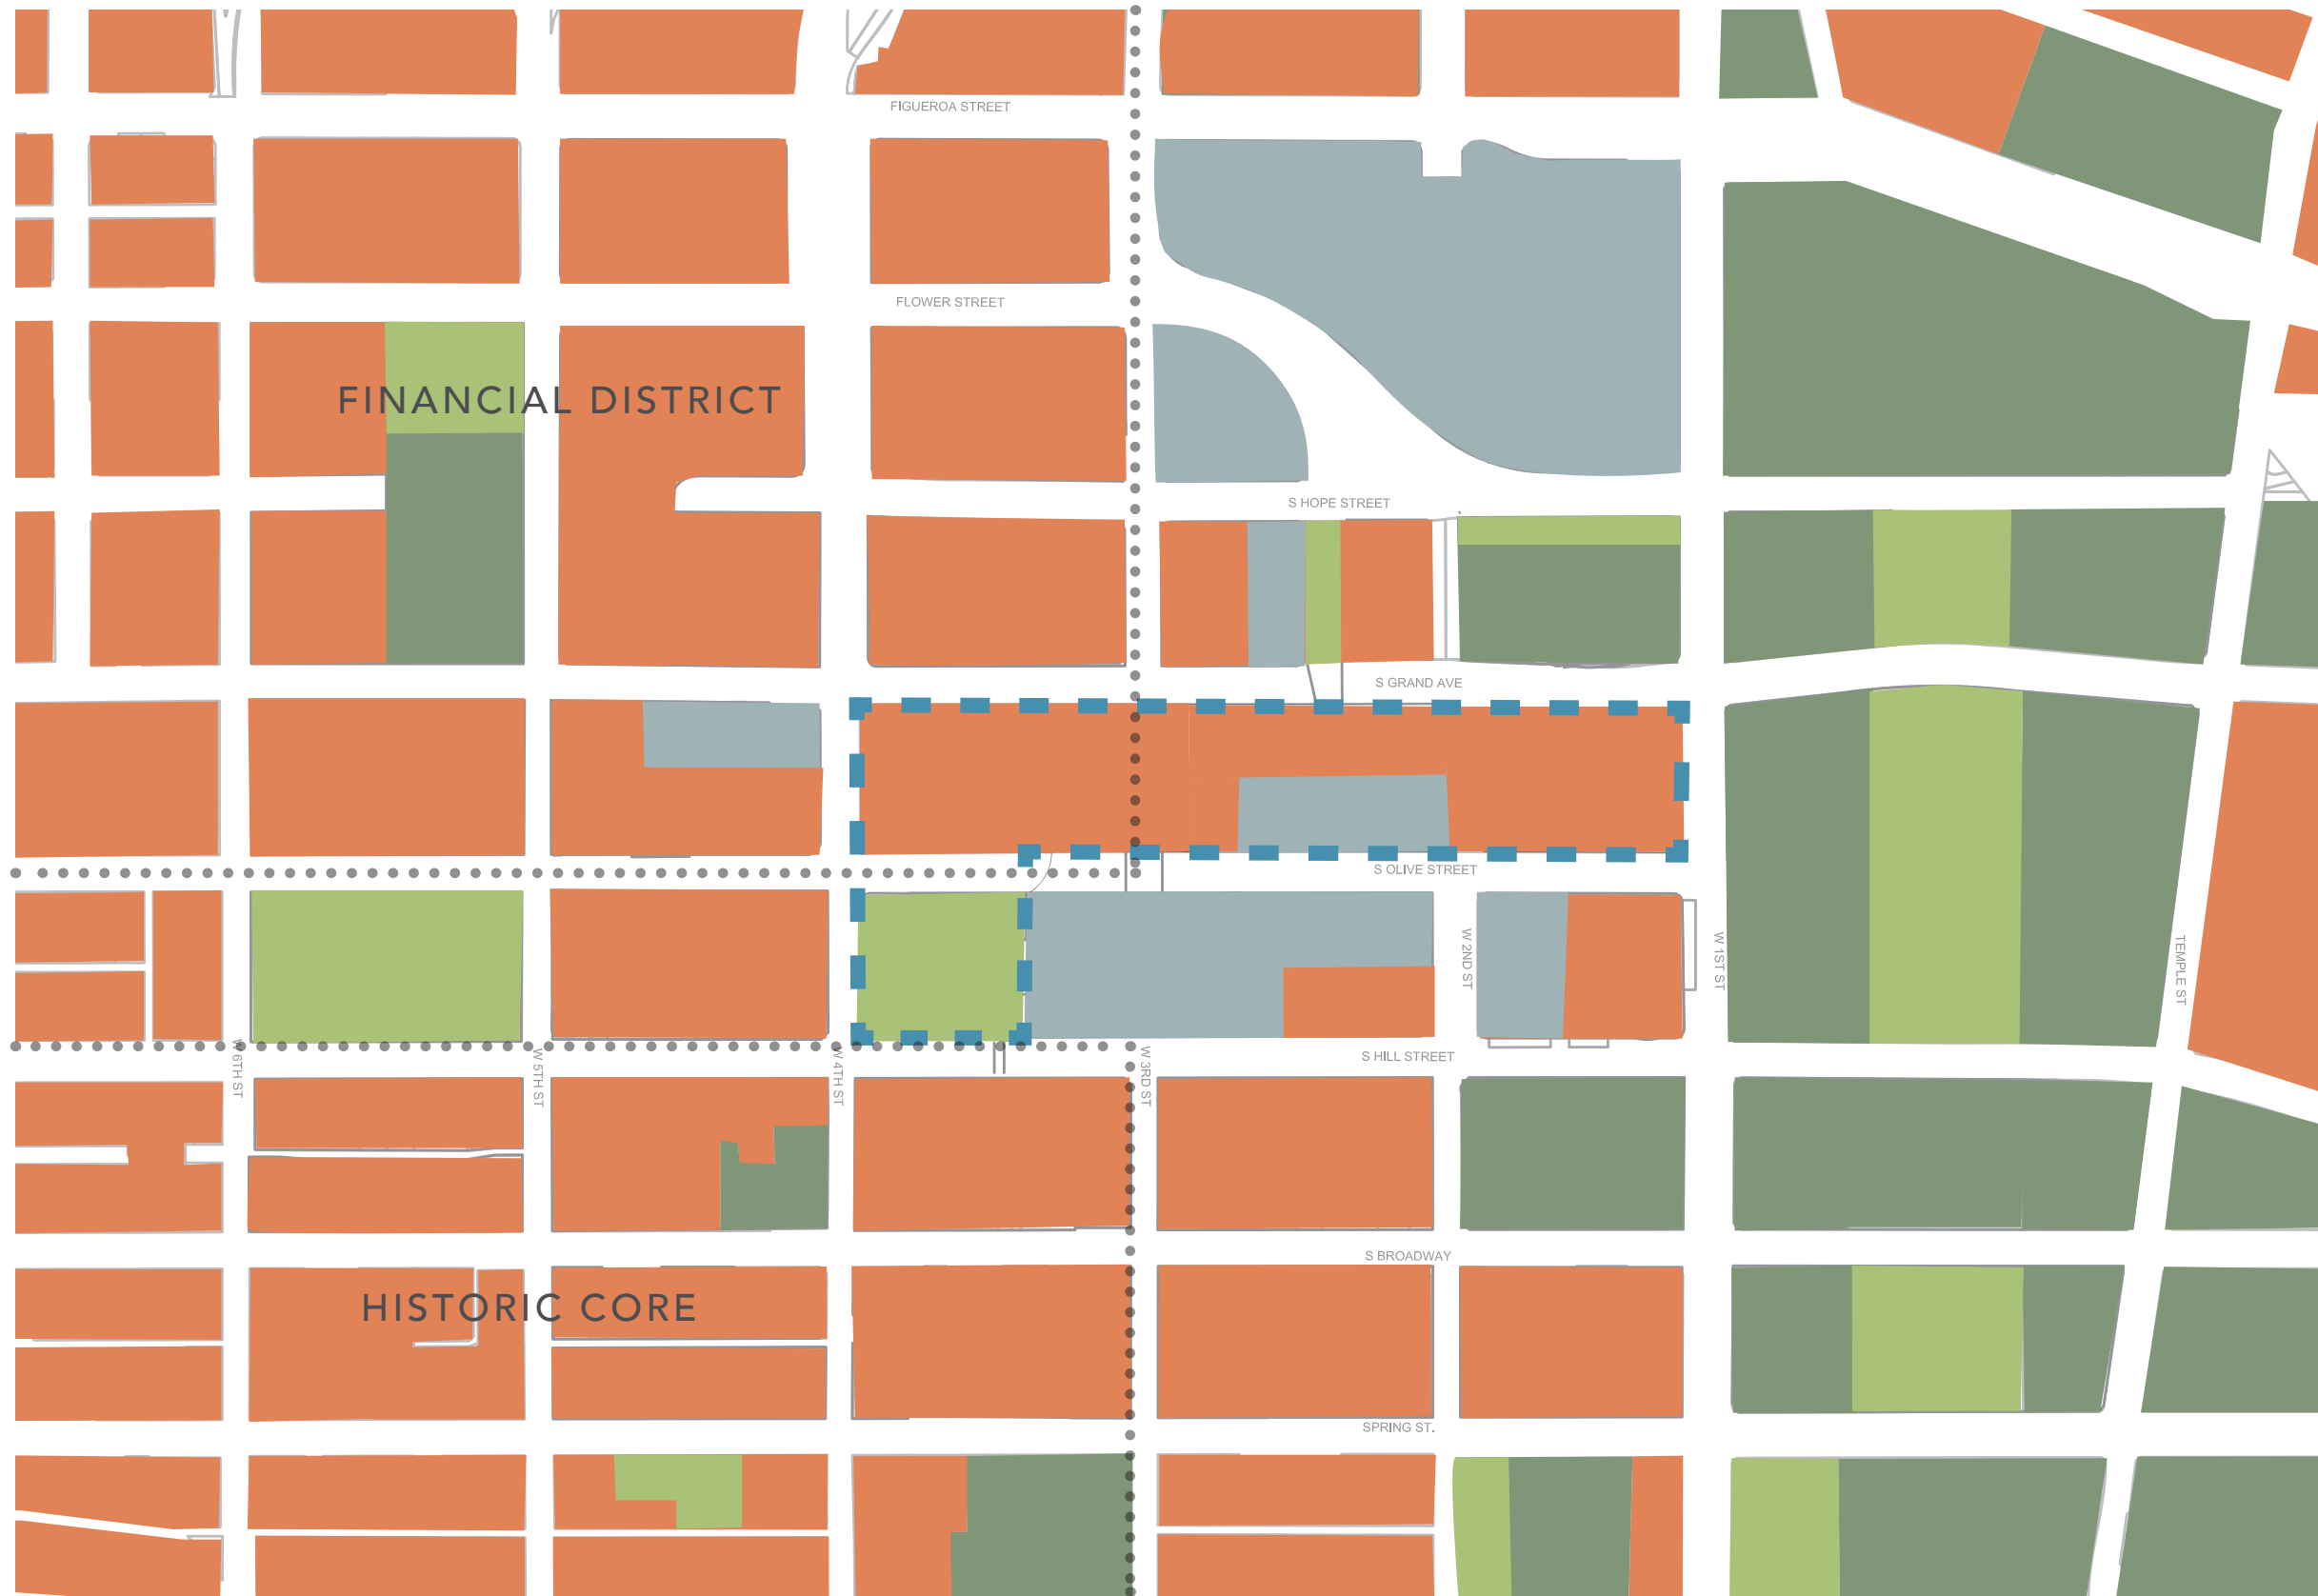 FIGUEROA STREET
FLOWER STREET
FINANCIAL DISTRICT
S HOPE STREET
S GRAND AVE
S OLIVE STREET
W 2ND ST
W 1ST ST
TEMPLE ST
W 6TH ST
W 5TH ST
W 4TH ST
W 3RD ST
S HILL STREET
S BROADWAY
HISTORIC CORE
SPRING ST.